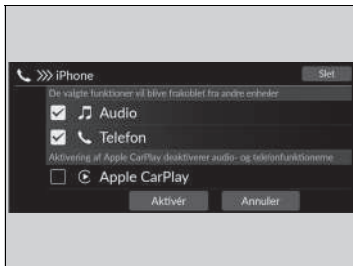 iPhone
Slet
De valgte funktioner vil blive frakoblet fra andre enheder
Audio
Telefon
Aktivering af Apple CarPlay deaktiverer audio- og telefonfunktionerne
Apple CarPlay
Aktivér
Annuller